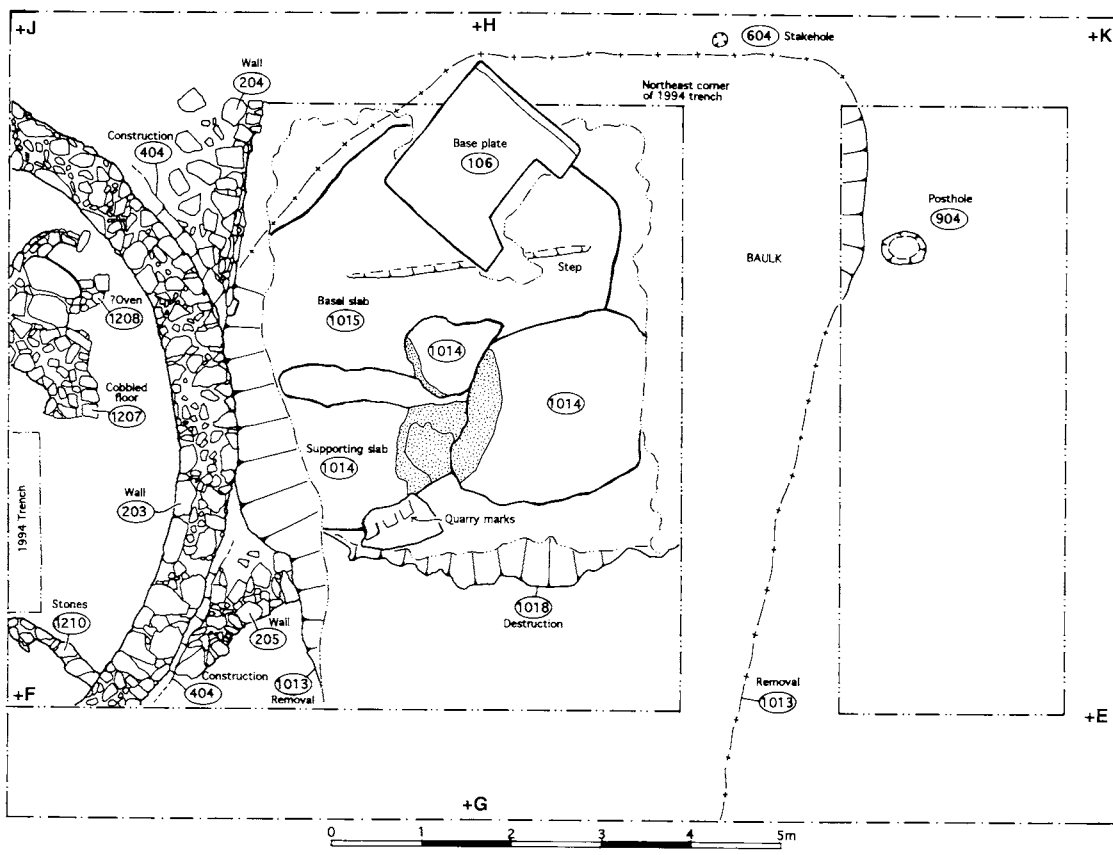 +J
+H
604 Stakehole
+K
Wall
204
Northeast corner
of 1994 trench
Construction
404
Base plate
106
Posthole
904
BAULK
Step
?Oven
1208
Basal slab
1015
1014
1014
Cobbled
floor
1207
Supporting slab
1014
Wall
203
Quarry marks
1994 Trench
Stones
1210
1018
Destruction
Wall
205
Construction
404
1013
Removal
Removal
1013
+F
+E
+G
0 1 2 3 4 5m